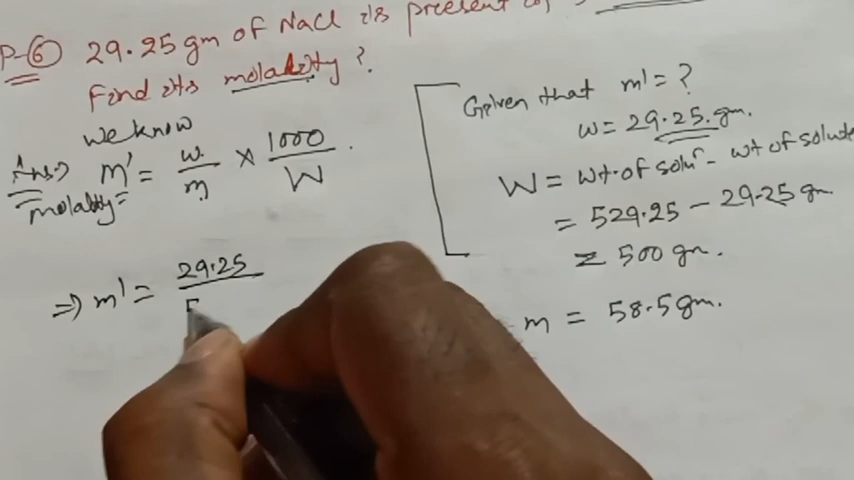 P-6 29.25 gm of NaCl is present
Find its molality ?
we know
Ans:) m' = w/m × 1000/W .
molality =
⇒ m' = 29.25 / 5
Given that m' = ?
w = 29.25 gm.
W = wt. of solun - wt of solute
= 529.25 - 29.25 gm
= 500 gm.
m = 58.5 gm.